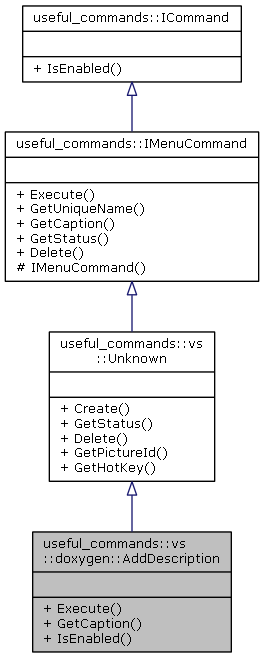 useful_commands::ICommand
+ IsEnabled()
useful_commands::IMenuCommand
+ Execute()
+ GetUniqueName()
+ GetCaption()
+ GetStatus()
+ Delete()
# IMenuCommand()
useful_commands::vs
::Unknown
+ Create()
+ GetStatus()
+ Delete()
+ GetPictureId()
+ GetHotKey()
useful_commands::vs
::doxygen::AddDescription
+ Execute()
+ GetCaption()
+ IsEnabled()